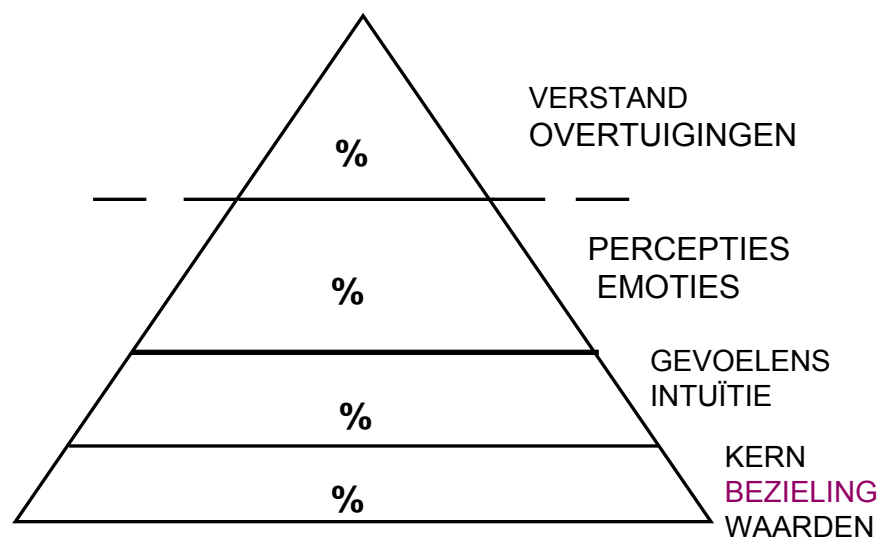 VERSTAND
OVERTUIGINGEN
%
PERCEPTIES
EMOTIES
%
GEVOELENS
INTUÏTIE
%
KERN
BEZIELING
WAARDEN
%